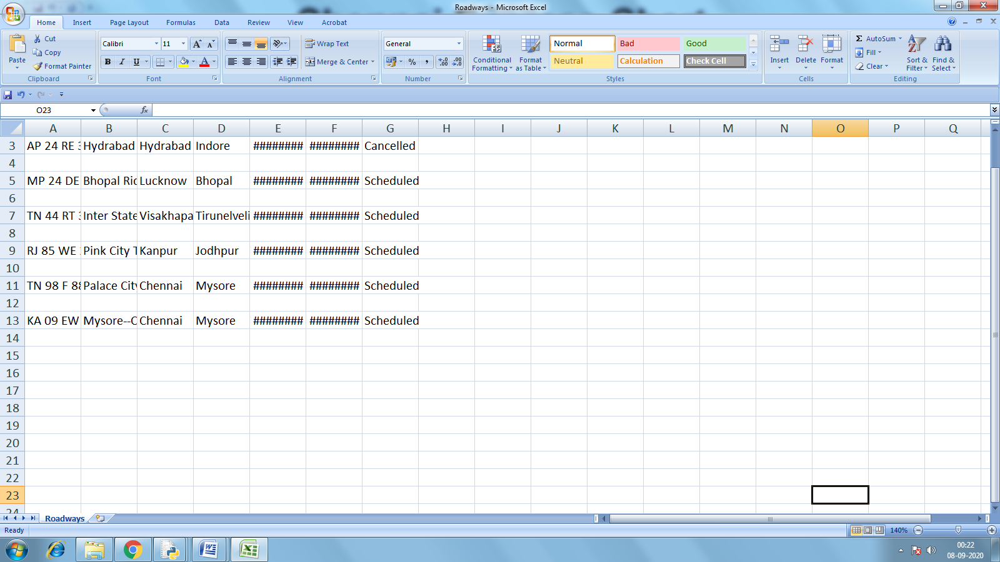 Roadways - Microsoft Excel
Home Insert Page Layout Formulas Data Review View Acrobat
Paste Cut Copy Format Painter Clipboard
Calibri 11 B I U A A A Font
Wrap Text Merge & Center Alignment
General % , Number
Conditional Formatting Format as Table Normal Bad Good Neutral Calculation Check Cell Styles
Insert Delete Format Cells
Σ AutoSum Fill Clear Sort & Filter Find & Select Editing
O23 fx
A B C D E F G H I J K L M N O P Q
3 AP 24 RE Hydrabad Hydrabad Indore ######## ######## Cancelled
4
5 MP 24 DE Bhopal Lucknow Bhopal ######## ######## Scheduled
6
7 TN 44 RT Inter State Visakhapa Tirunelveli ######## ######## Scheduled
8
9 RJ 85 WE Pink City Kanpur Jodhpur ######## ######## Scheduled
10
11 TN 98 F 88 Palace City Chennai Mysore ######## ######## Scheduled
12
13 KA 09 EW Mysore--C Chennai Mysore ######## ######## Scheduled
14
15
16
17
18
19
20
21
22
23
24
Roadways
Ready 140%
00:22
08-09-2020